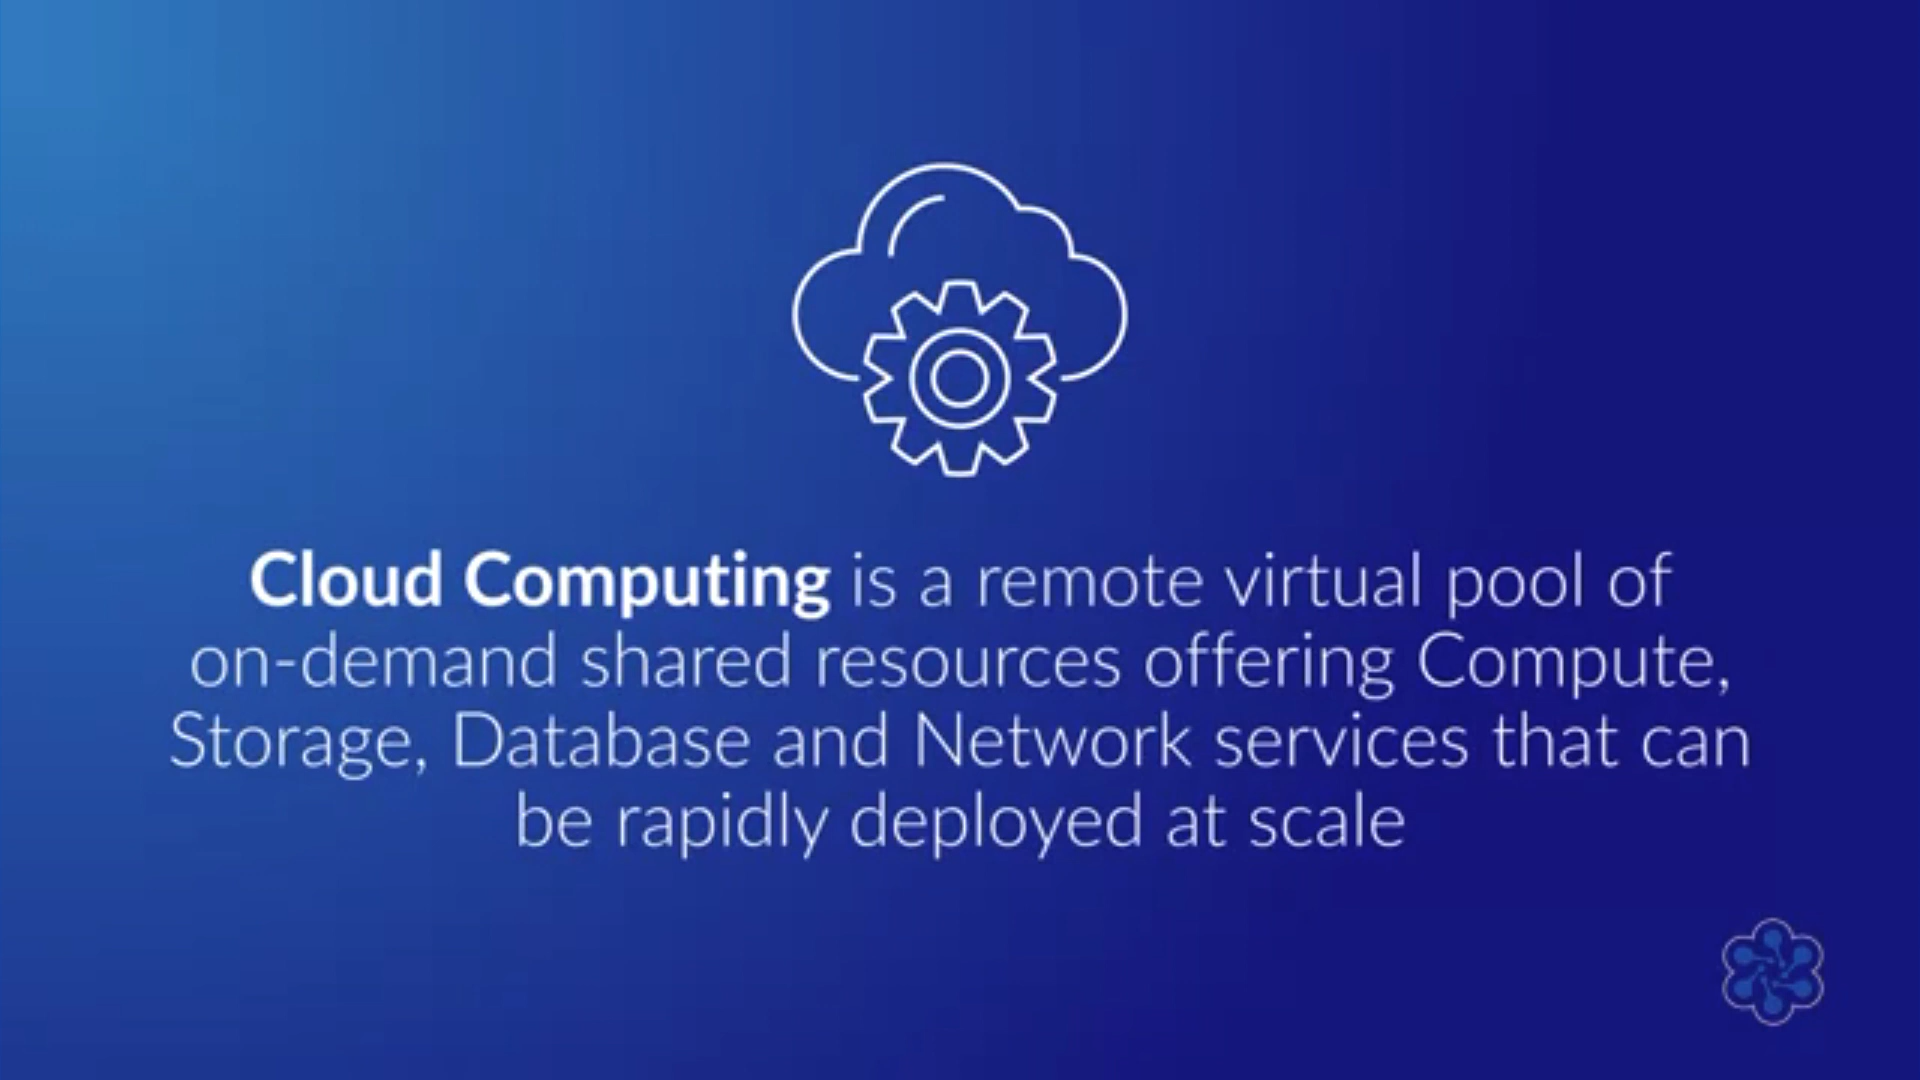 Cloud Computing is a remote virtual pool of
on-demand shared resources offering Compute,
Storage, Database and Network services that can
be rapidly deployed at scale